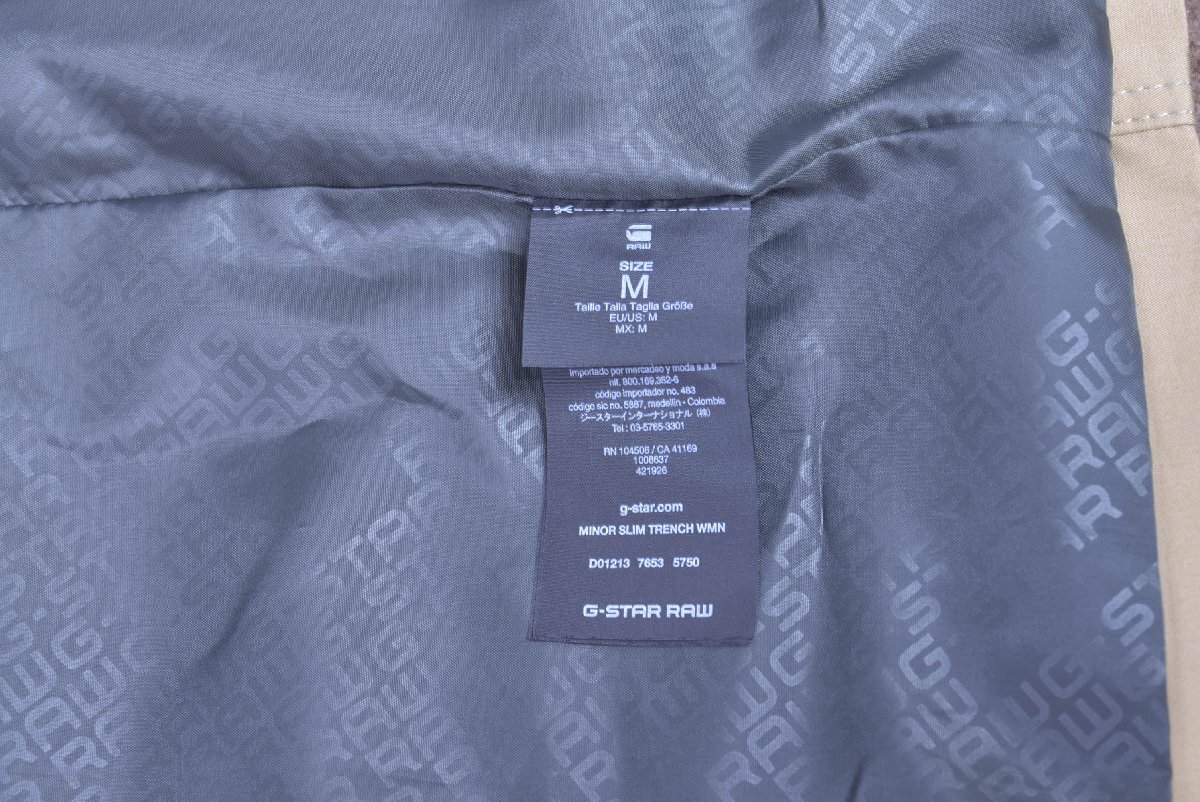 RAW
SIZE
M
Taille Talla Taglia Größe
EU/US: M
MX: M
importado por mercadeo y moda s.a.s
nit. 800.169.352-6
código importador no. 483
código sic no. 5887, medellin - Colombia
ジースターインターナショナル (株)
Tel : 03-5765-3301
RN 104508 / CA 41169
1008637
421926
g-star.com
MINOR SLIM TRENCH WMN
D01213 7653 5750
G-STAR RAW